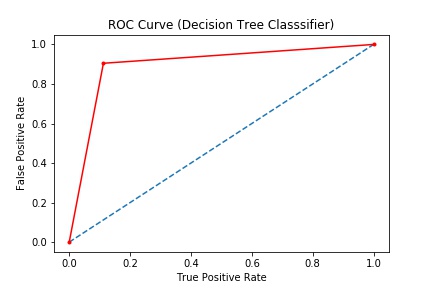 ROC Curve (Decision Tree Classsifier)
1.0
0.8
0.6
0.4
0.2
0.0
False Positive Rate
0.0 0.2 0.4 0.6 0.8 1.0
True Positive Rate